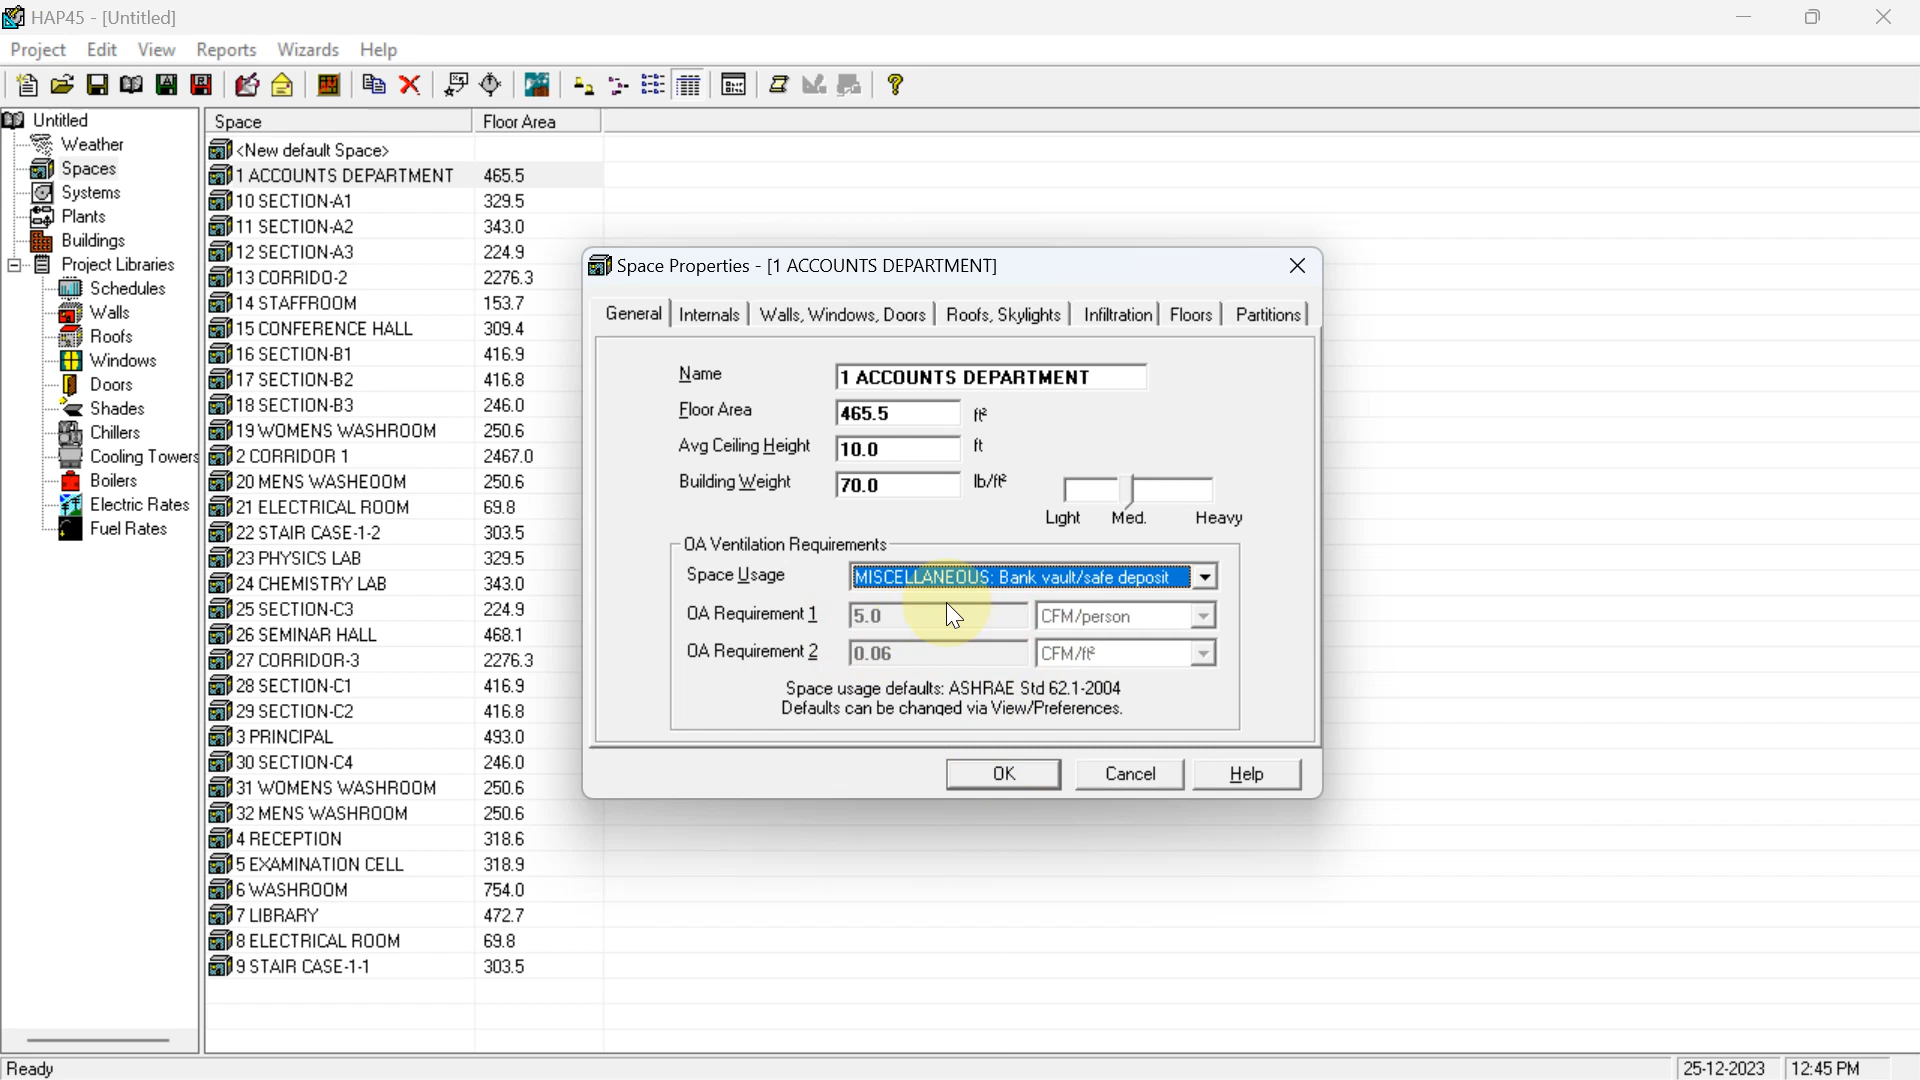 HAP45 - [Untitled]
Project Edit View Reports Wizards Help
Untitled
Weather
Spaces
Systems
Plants
Buildings
Project Libraries
Schedules
Walls
Roofs
Windows
Doors
Shades
Chillers
Cooling Towers
Boilers
Electric Rates
Fuel Rates
Space Floor Area
<New default Space>
1 ACCOUNTS DEPARTMENT 465.5
10 SECTION-A1 329.5
11 SECTION-A2 343.0
12 SECTION-A3 224.9
13 CORRIDO-2 2276.3
14 STAFFROOM 153.7
15 CONFERENCE HALL 309.4
16 SECTION-B1 416.9
17 SECTION-B2 416.8
18 SECTION-B3 246.0
19 WOMENS WASHROOM 250.6
2 CORRIDOR 1 2467.0
20 MENS WASHEOOM 250.6
21 ELECTRICAL ROOM 69.8
22 STAIR CASE-1-2 303.5
23 PHYSICS LAB 329.5
24 CHEMISTRY LAB 343.0
25 SECTION-C3 224.9
26 SEMINAR HALL 468.1
27 CORRIDOR-3 2276.3
28 SECTION-C1 416.9
29 SECTION-C2 416.8
3 PRINCIPAL 493.0
30 SECTION-C4 246.0
31 WOMENS WASHROOM 250.6
32 MENS WASHROOM 250.6
4 RECEPTION 318.6
5 EXAMINATION CELL 318.9
6 WASHROOM 754.0
7 LIBRARY 472.7
8 ELECTRICAL ROOM 69.8
9 STAIR CASE-1-1 303.5
Space Properties - [1 ACCOUNTS DEPARTMENT]
General Internals Walls, Windows, Doors Roofs, Skylights Infiltration Floors Partitions
Name 1 ACCOUNTS DEPARTMENT
Floor Area 465.5 ft²
Avg Ceiling Height 10.0 ft
Building Weight 70.0 lb/ft²
Light Med. Heavy
OA Ventilation Requirements
Space Usage MISCELLANEOUS: Bank vault/safe deposit
OA Requirement 1 5.0 CFM/person
OA Requirement 2 0.06 CFM/ft²
Space usage defaults: ASHRAE Std 62.1-2004
Defaults can be changed via View/Preferences.
OK Cancel Help
Ready 25-12-2023 12:45 PM